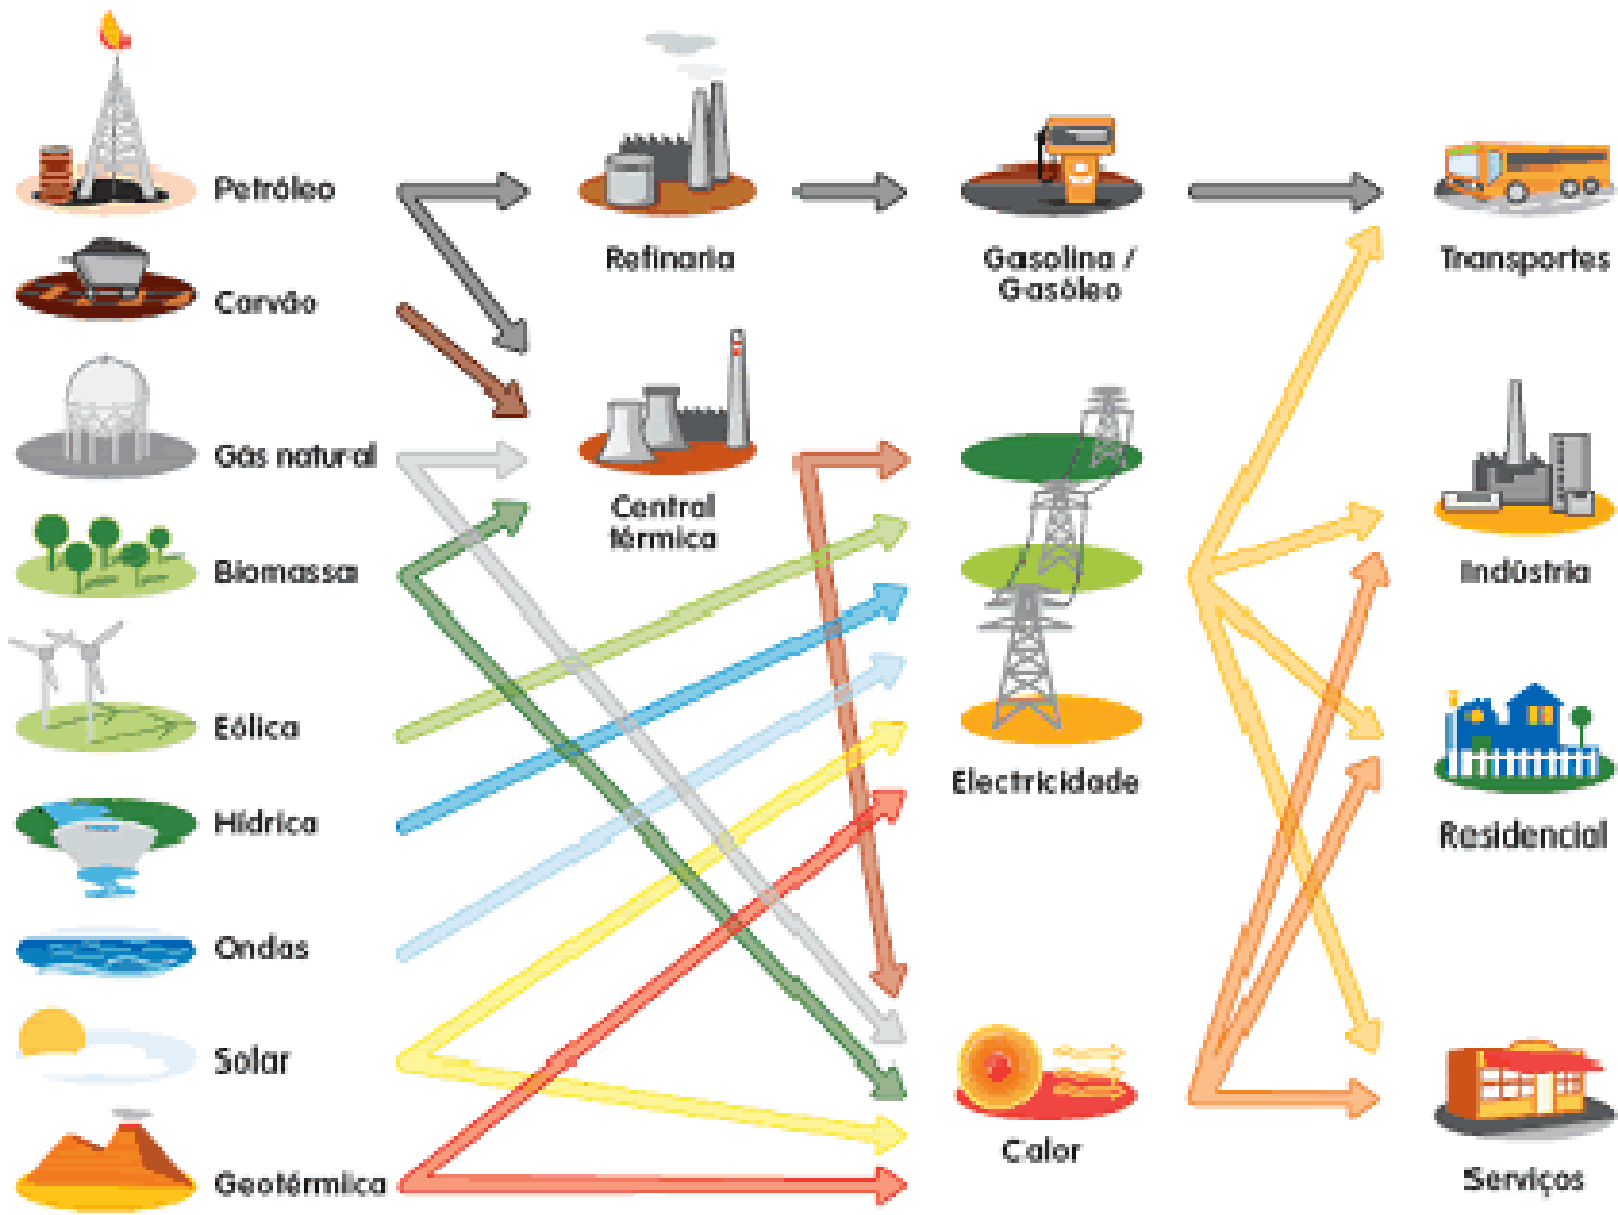 Petróleo
Refinaria
Gasolina /
Gasóleo
Transportes
Carvão
Gás natural
Central
térmica
Indústria
Biomassa
Eólica
Electricidade
Residencial
Hídrica
Ondas
Solar
Calor
Geotérmica
Serviços